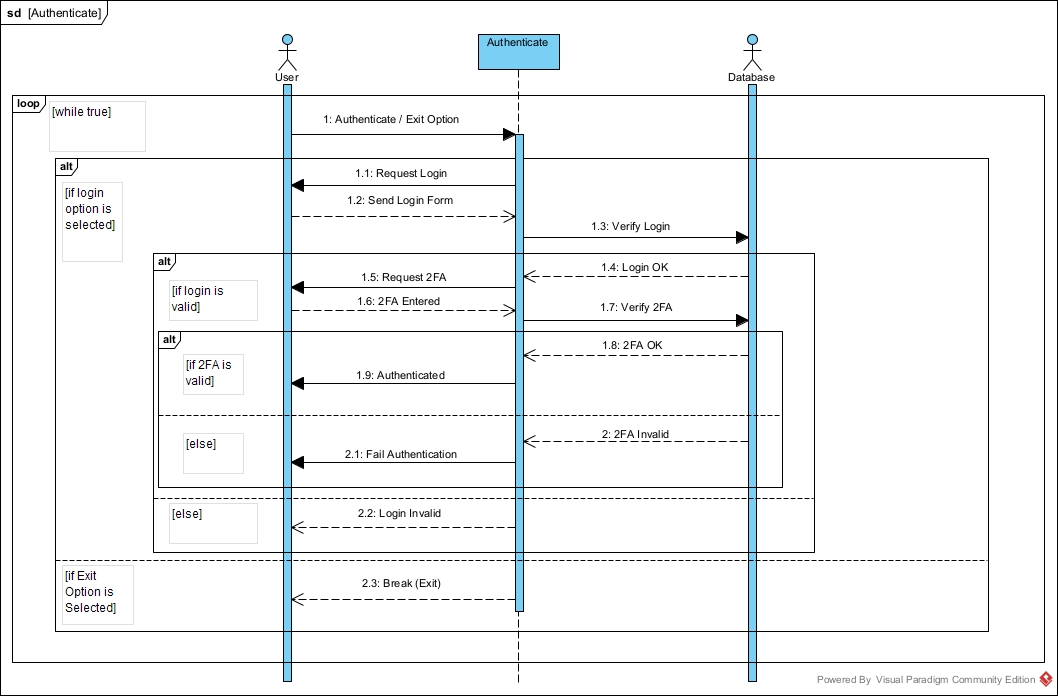 sd [Authenticate]
User
Authenticate
Database
loop
[while true]
1: Authenticate / Exit Option
alt
[if login
option is
selected]
1.1: Request Login
1.2: Send Login Form
1.3: Verify Login
alt
[if login is
valid]
1.4: Login OK
1.5: Request 2FA
1.6: 2FA Entered
1.7: Verify 2FA
alt
[if 2FA is
valid]
1.8: 2FA OK
1.9: Authenticated
[else]
2: 2FA Invalid
2.1: Fail Authentication
[else]
2.2: Login Invalid
[if Exit
Option is
Selected]
2.3: Break (Exit)
Powered By Visual Paradigm Community Edition